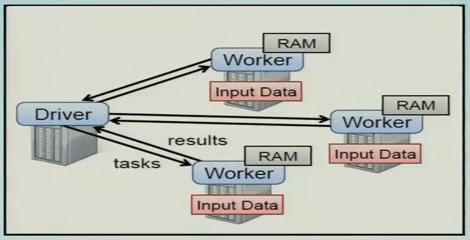 RAM
Worker
Input Data
RAM
Driver
Worker
results
Input Data
tasks
RAM
Worker
Input Data